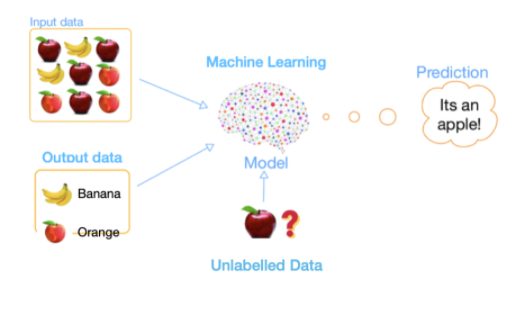 Input data
Machine Learning
Prediction
Its an
apple!
Output data
Model
Banana
?
Orange
Unlabelled Data